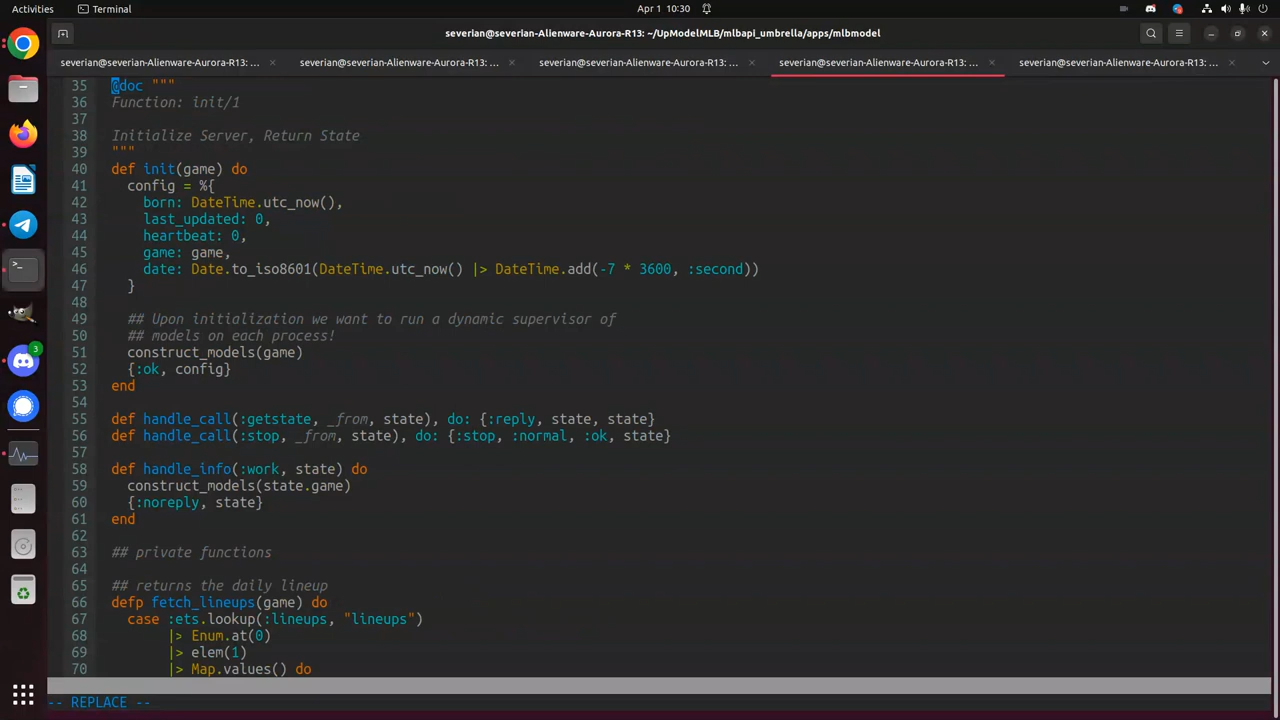 Activities Terminal Apr 1 10:30
severian@severian-Alienware-Aurora-R13: ~/UpModelMLB/mlbapi_umbrella/apps/mlbmodel
severian@severian-Alienware-Aurora-R13: ... severian@severian-Alienware-Aurora-R13: ... severian@severian-Alienware-Aurora-R13: ... severian@severian-Alienware-Aurora-R13: ... severian@severian-Alienware-Aurora-R13: ...
35 @doc """
36 Function: init/1
37
38 Initialize Server, Return State
39 """
40 def init(game) do
41 config = %{
42 born: DateTime.utc_now(),
43 last_updated: 0,
44 heartbeat: 0,
45 game: game,
46 date: Date.to_iso8601(DateTime.utc_now() |> DateTime.add(-7 * 3600, :second))
47 }
48
49 ## Upon initialization we want to run a dynamic supervisor of
50 ## models on each process!
51 construct_models(game)
52 {:ok, config}
53 end
54
55 def handle_call(:getstate, _from, state), do: {:reply, state, state}
56 def handle_call(:stop, _from, state), do: {:stop, :normal, :ok, state}
57
58 def handle_info(:work, state) do
59 construct_models(state.game)
60 {:noreply, state}
61 end
62
63 ## private functions
64
65 ## returns the daily lineup
66 defp fetch_lineups(game) do
67 case :ets.lookup(:lineups, "lineups")
68 |> Enum.at(0)
69 |> elem(1)
70 |> Map.values() do
-- REPLACE --
3